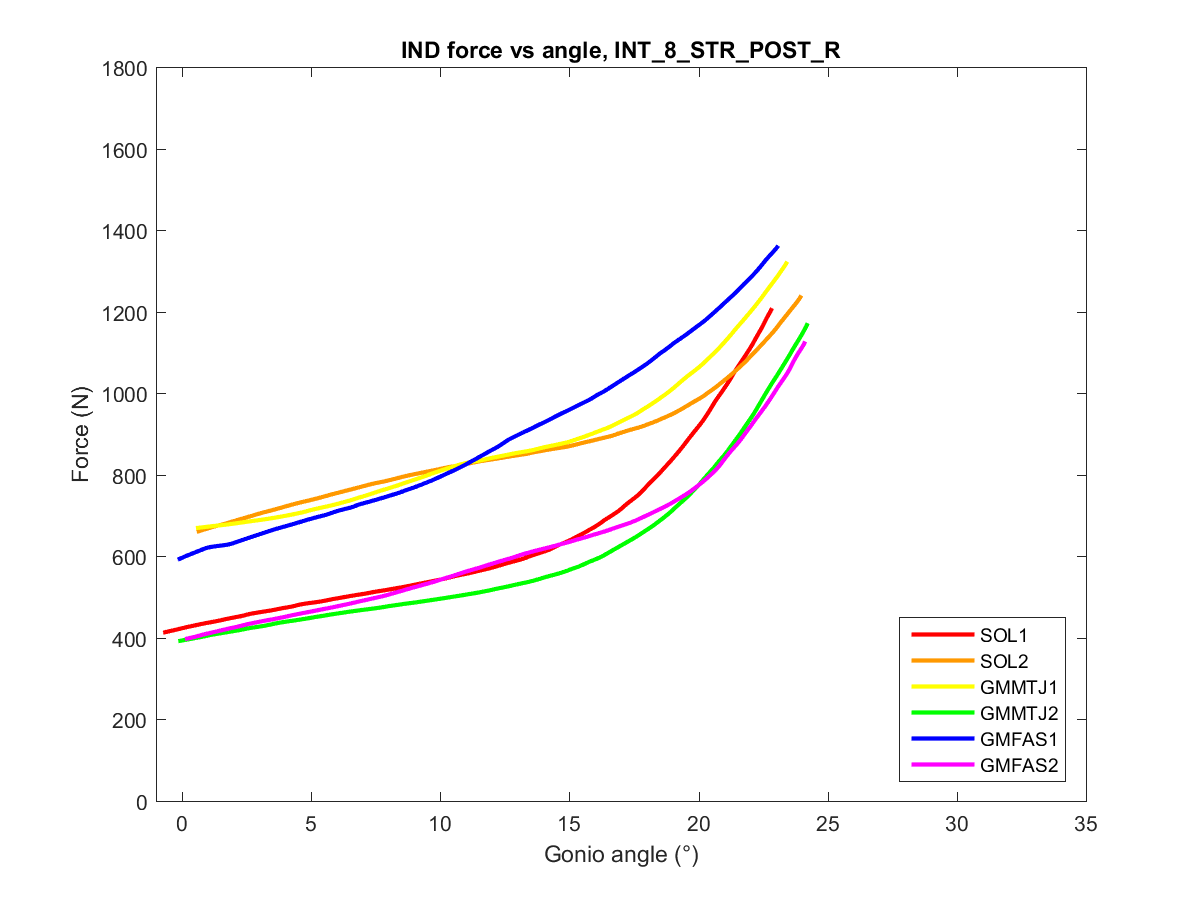 IND force vs angle, INT_8_STR_POST_R
1800
1600
1400
1200
1000
800
600
400
200
0
Force (N)
0 5 10 15 20 25 30 35
Gonio angle (°)
SOL1
SOL2
GMMTJ1
GMMTJ2
GMFAS1
GMFAS2